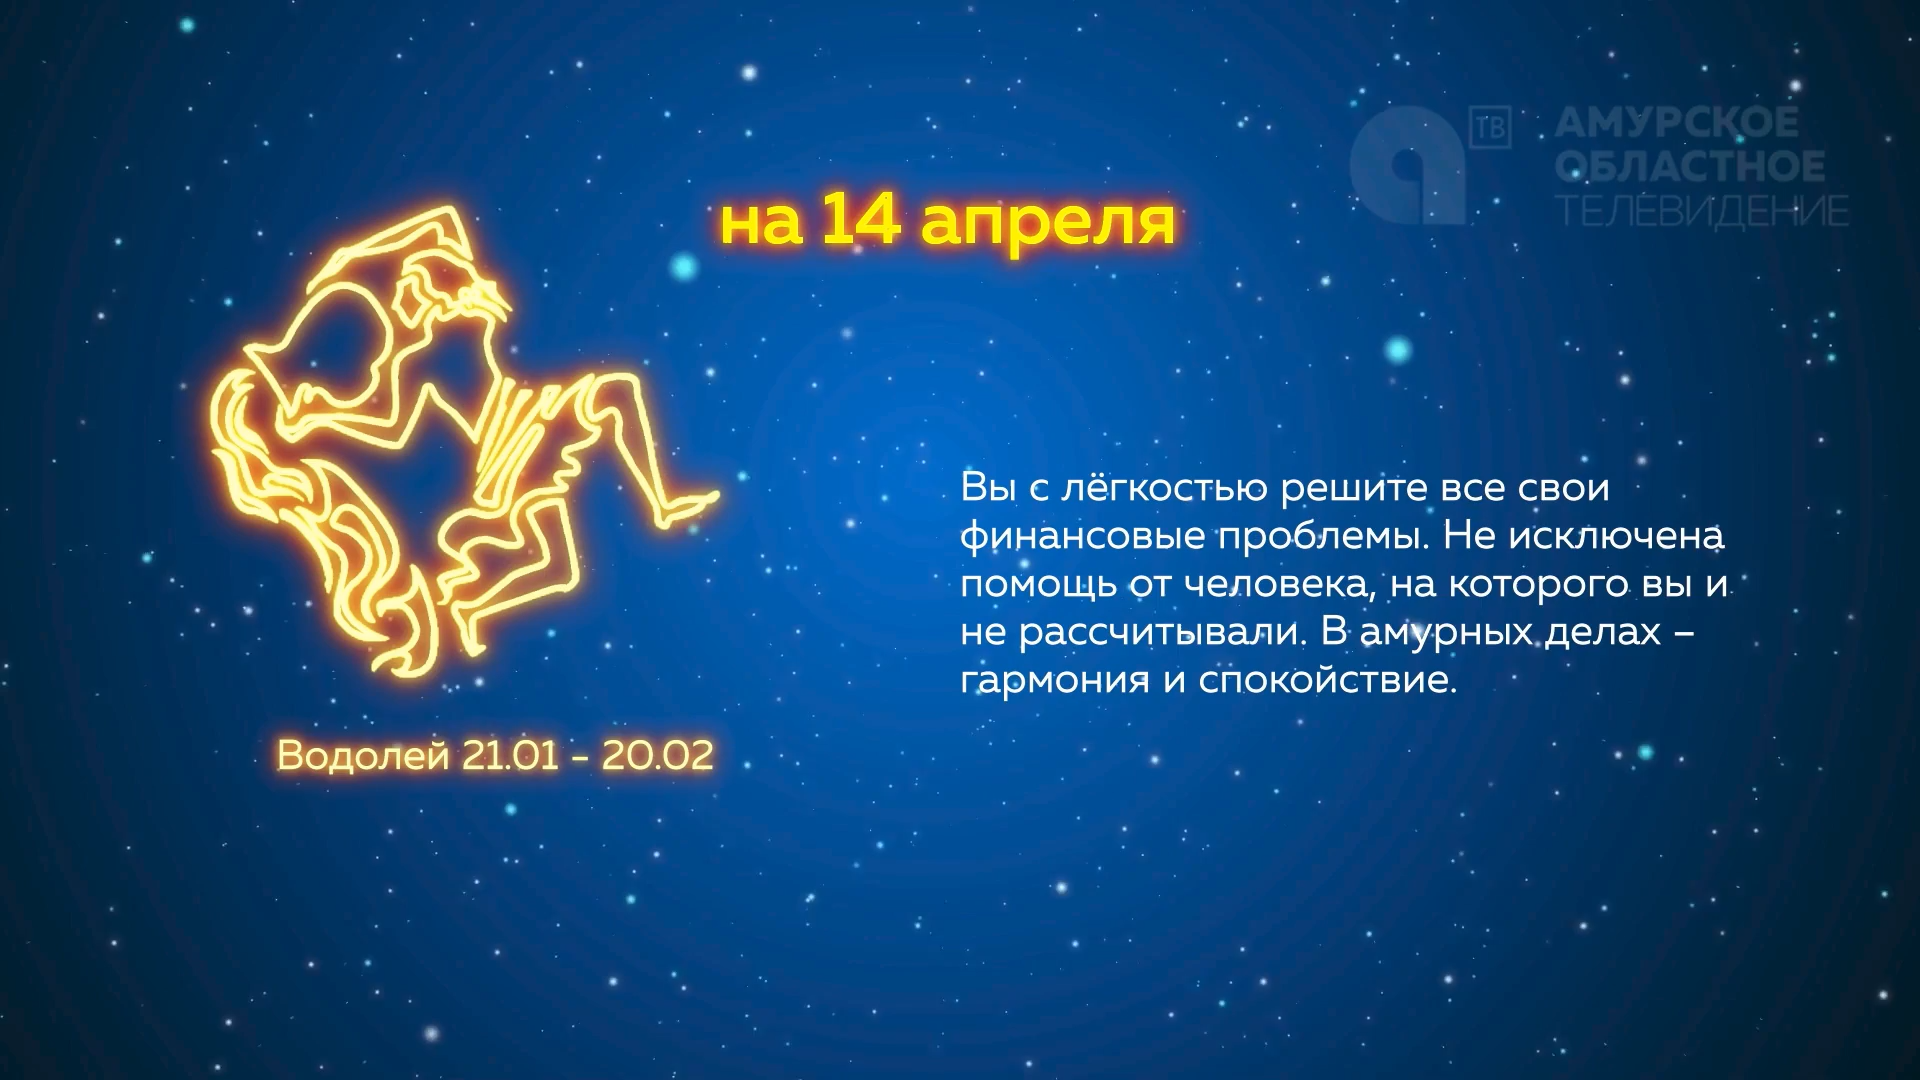 ТВ
АМУРСКОЕ
ОБЛАСТНОЕ
ТЕЛЕВИДЕНИЕ
на 14 апреля
Вы с лёгкостью решите все свои
финансовые проблемы. Не исключена
помощь от человека, на которого вы и
не рассчитывали. В амурных делах –
гармония и спокойствие.
Водолей 21.01 - 20.02